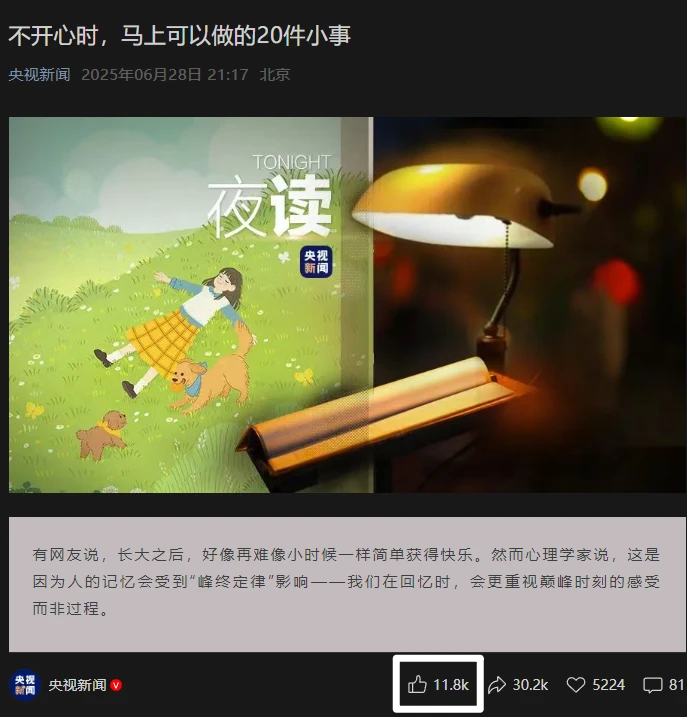 不开心时，马上可以做的20件小事
央视新闻 2025年06月28日 21:17 北京
TONIGHT
夜读
央视
新闻
有网友说，长大之后，好像再难像小时候一样简单获得快乐。然而心理学家说，这是
因为人的记忆会受到“峰终定律”影响——我们在回忆时，会更重视巅峰时刻的感受
而非过程。
央视
新闻
央视新闻 11.8k 30.2k 5224 81